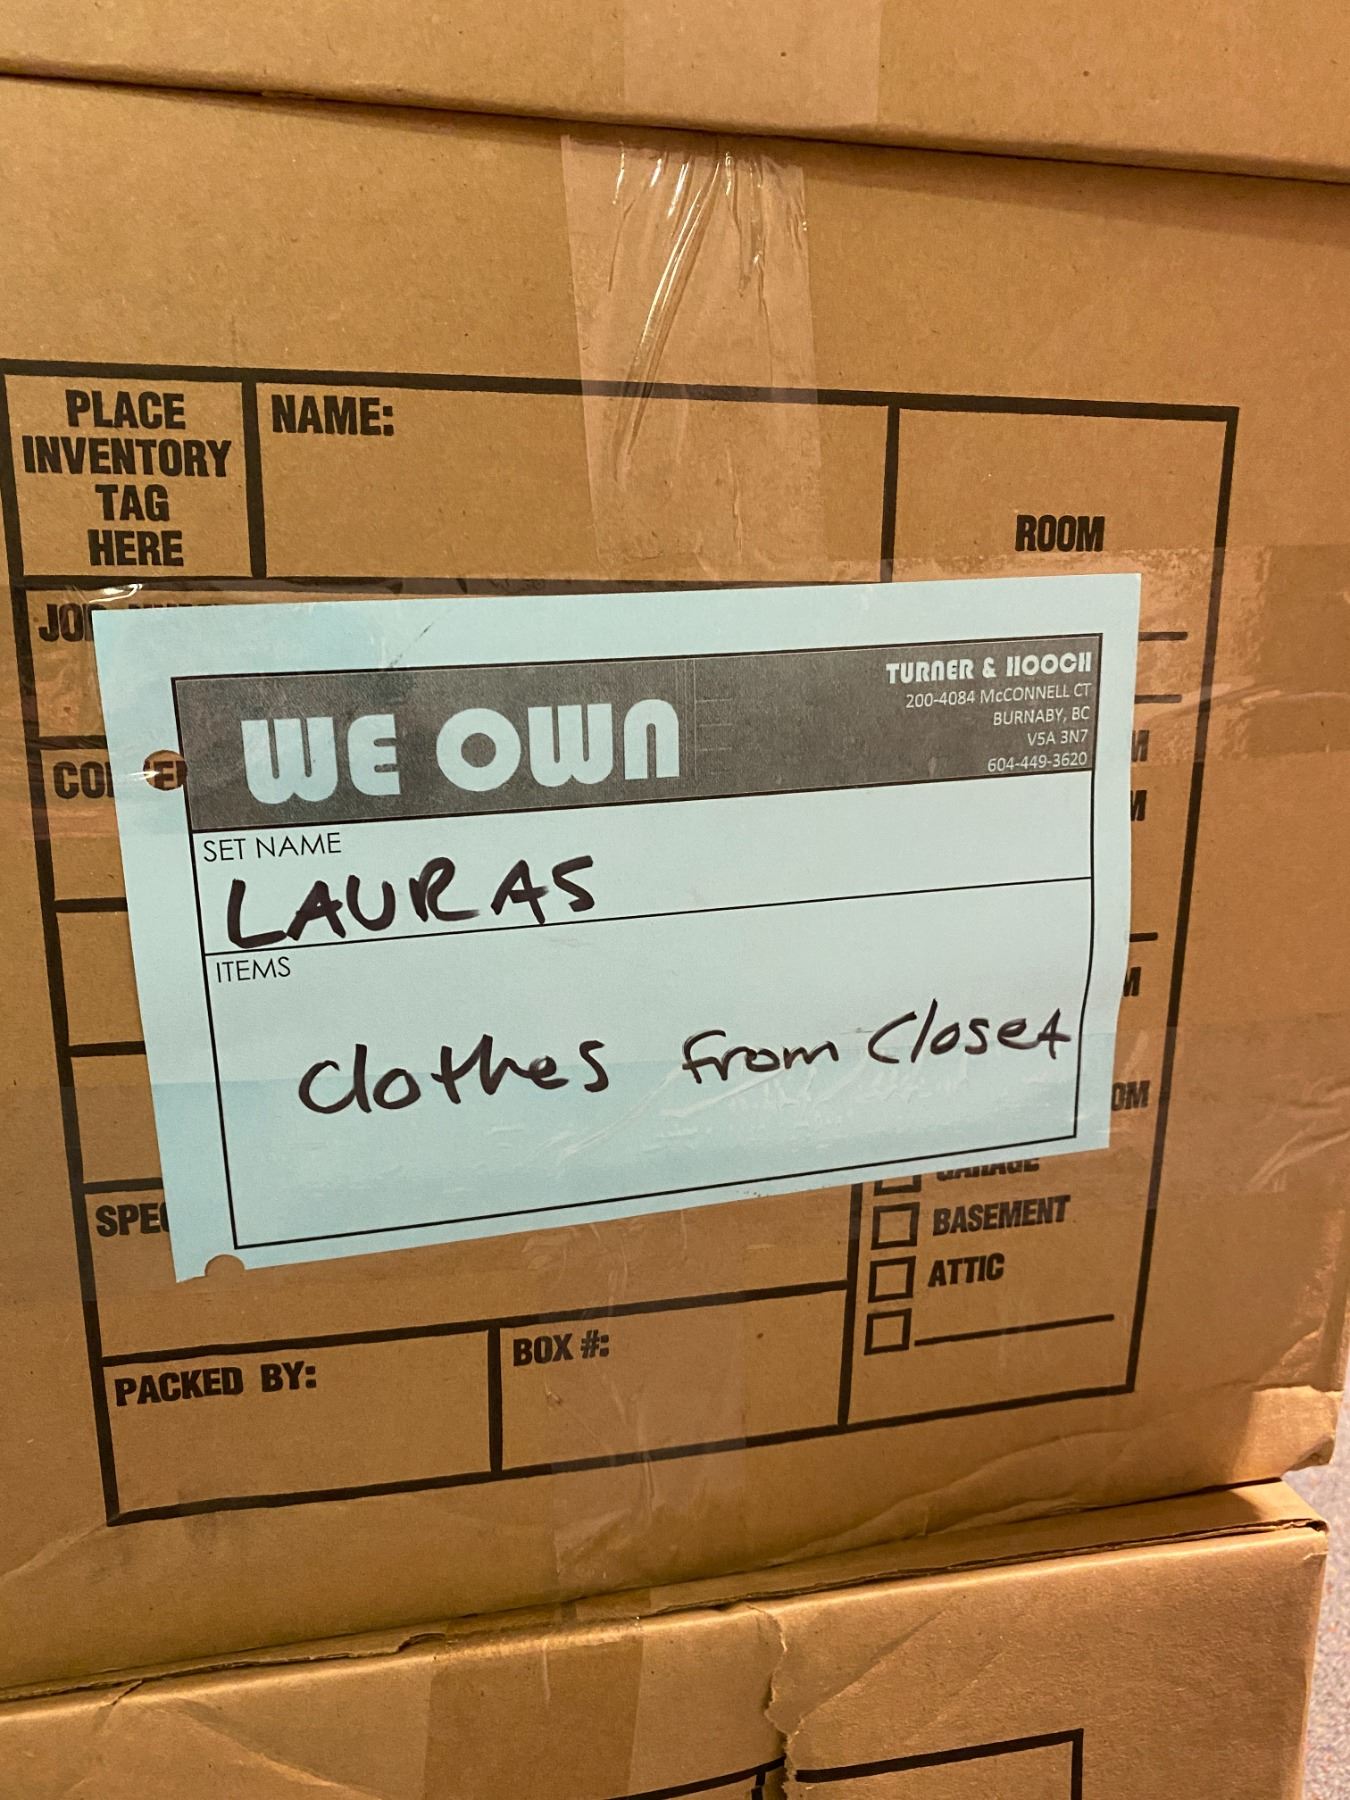 PLACE
INVENTORY
TAG
HERE
NAME:
ROOM
WE OWN
TURNER & HOOCH
200-4084 McCONNELL CT
BURNABY, BC
V5A 3N7
604-449-3620
SET NAME
LAURAS
ITEMS
Clothes from Closet
GARAGE
BASEMENT
ATTIC
PACKED BY:
BOX #: